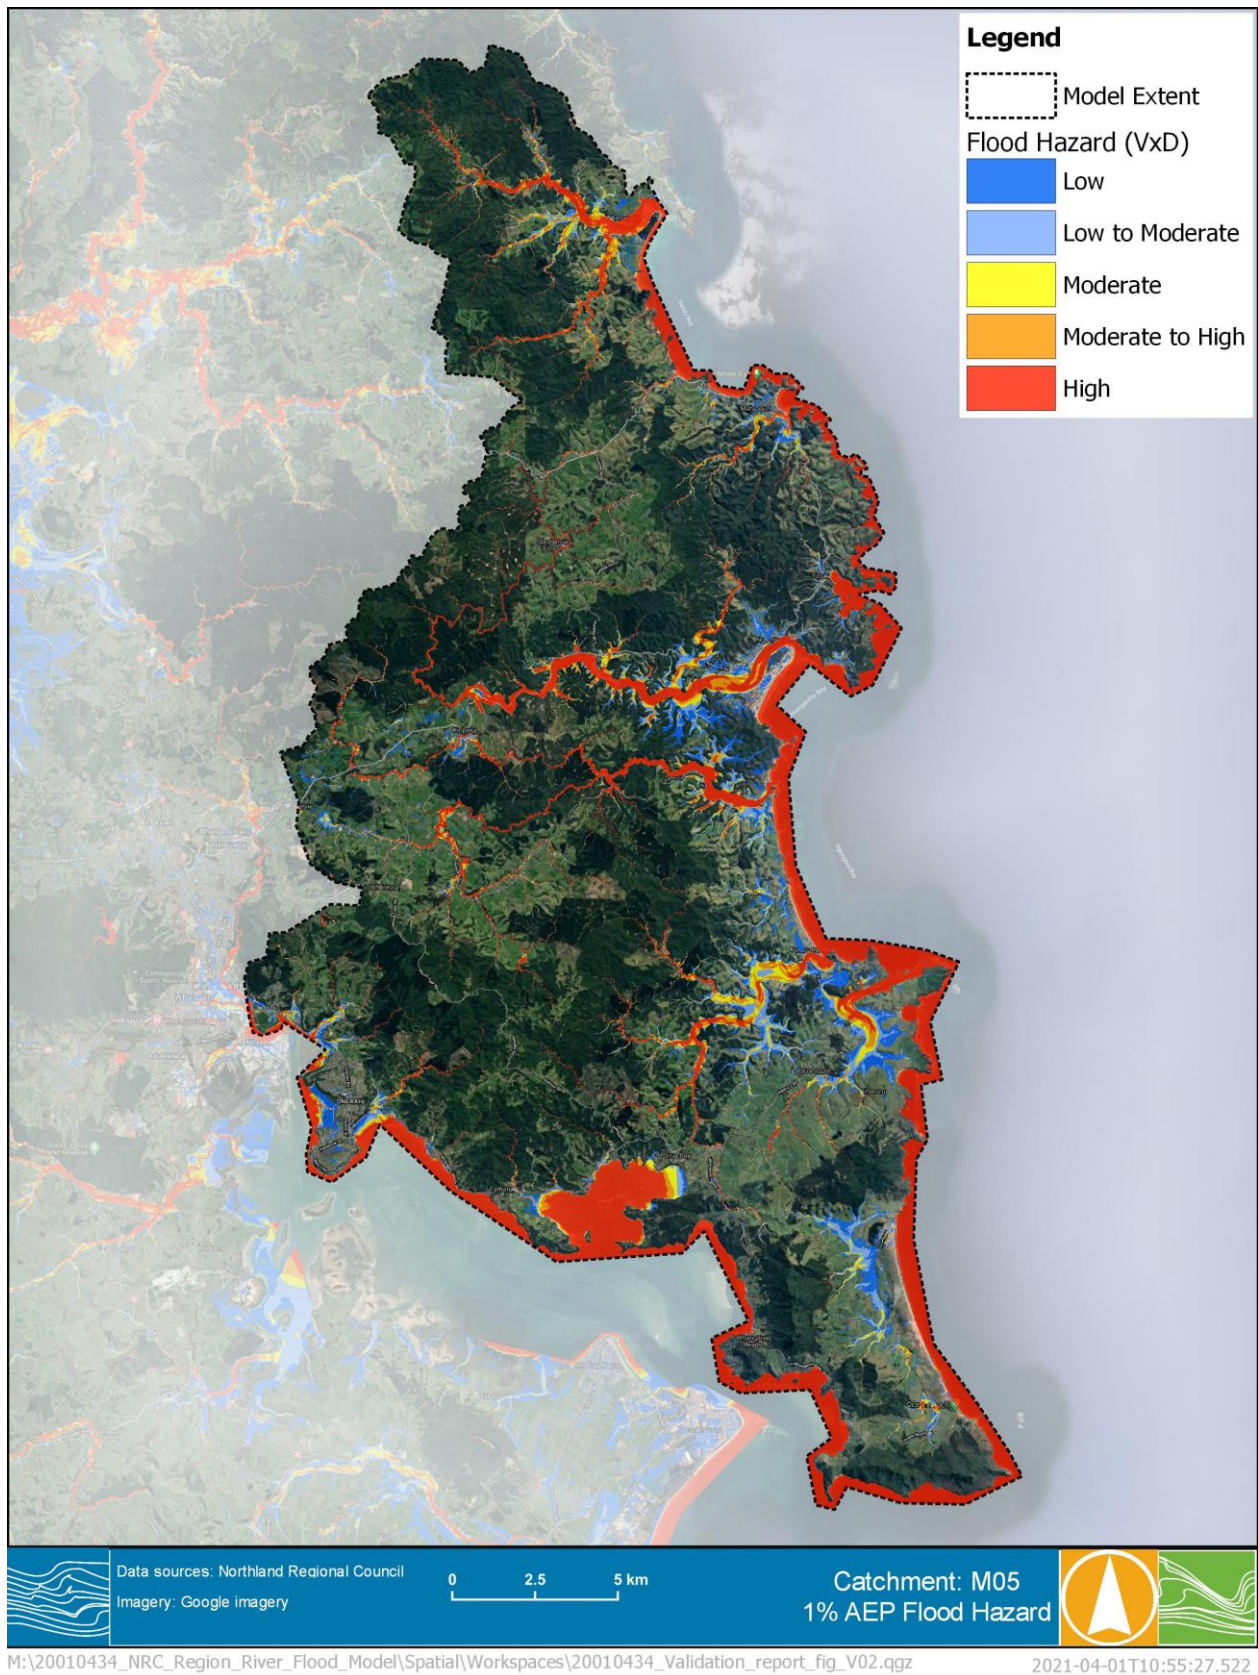 Legend
Model Extent
Flood Hazard (VxD)
Low
Low to Moderate
Moderate
Moderate to High
High
Data sources: Northland Regional Council
Imagery: Google imagery
0 2.5 5 km
Catchment: M05
1% AEP Flood Hazard
M:\20010434_NRC_Region_River_Flood_Model\Spatial\Workspaces\20010434_Validation_report_fig_V02.qgz
2021-04-01T10:55:27.522